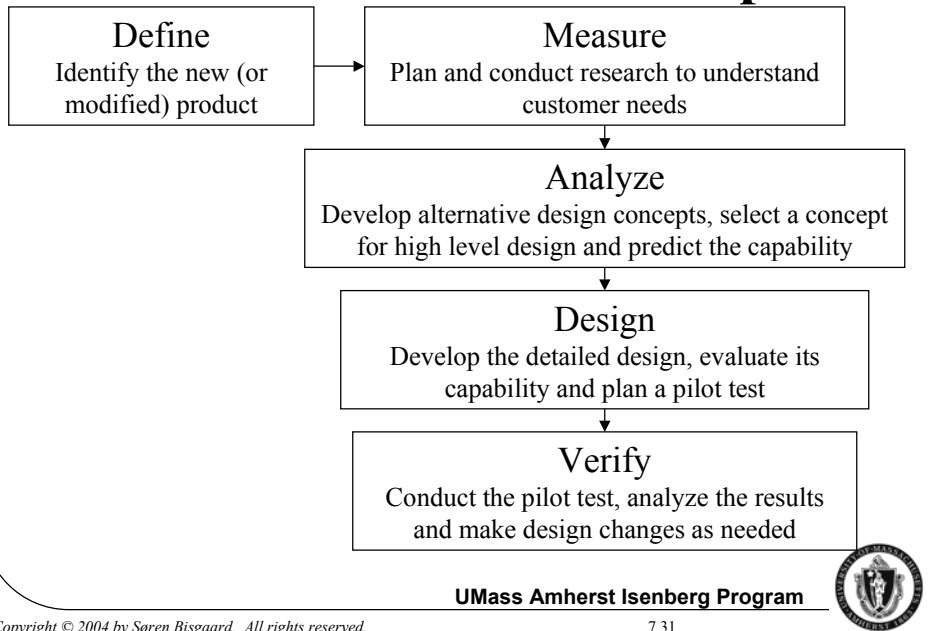 Define
Identify the new (or
modified) product
Measure
Plan and conduct research to understand
customer needs
Analyze
Develop alternative design concepts, select a concept
for high level design and predict the capability
Design
Develop the detailed design, evaluate its
capability and plan a pilot test
Verify
Conduct the pilot test, analyze the results
and make design changes as needed
UMass Amherst Isenberg Program
Copyright © 2004 by Søren Bisgaard. All rights reserved.
7.31